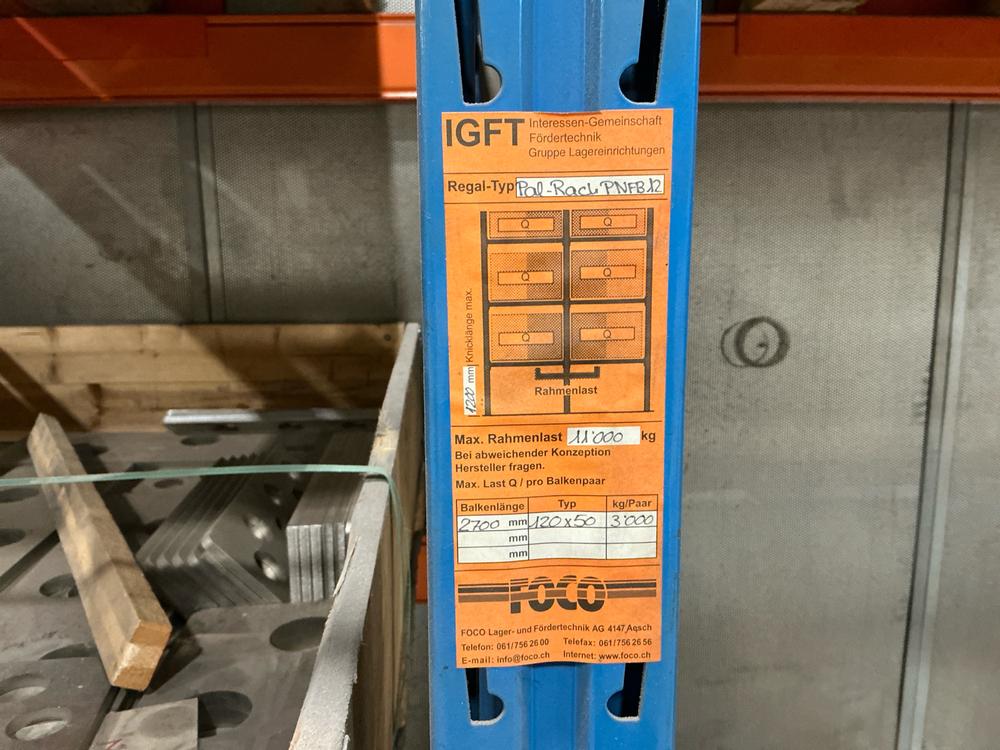 IGFT
Interessen-Gemeinschaft
Fördertechnik
Gruppe Lagereinrichtungen
Regal-Typ Pal-Rack PNFB12
Q Q
Q Q
Q Q
1200 mm Knicklänge max.
Rahmenlast
Max. Rahmenlast 11'000 kg
Bei abweichender Konzeption
Hersteller fragen.
Max. Last Q / pro Balkenpaar
Balkenlänge Typ kg/Paar
2700 mm 120x50 3'000
mm
mm
FOCO
FOCO Lager- und Fördertechnik AG 4147 Aesch
Telefon: 061/756 26 00 Telefax: 061/756 26 56
E-mail: info@foco.ch Internet: www.foco.ch